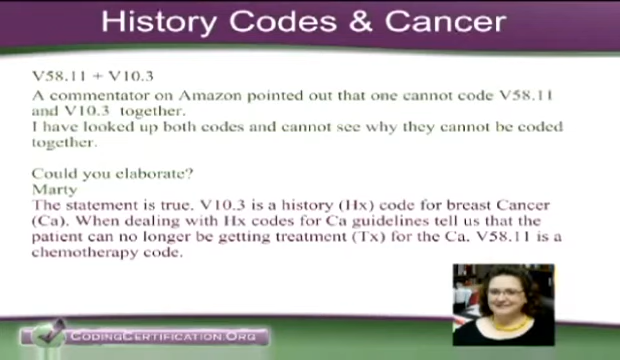 History Codes & Cancer
V58.11 + V10.3
A commentator on Amazon pointed out that one cannot code V58.11
and V10.3 together.
I have looked up both codes and cannot see why they cannot be coded
together.
Could you elaborate?
Marty
The statement is true. V10.3 is a history (Hx) code for breast Cancer
(Ca). When dealing with Hx codes for Ca guidelines tell us that the
patient can no longer be getting treatment (Tx) for the Ca. V58.11 is a
chemotherapy code.
CodingCertification.Org